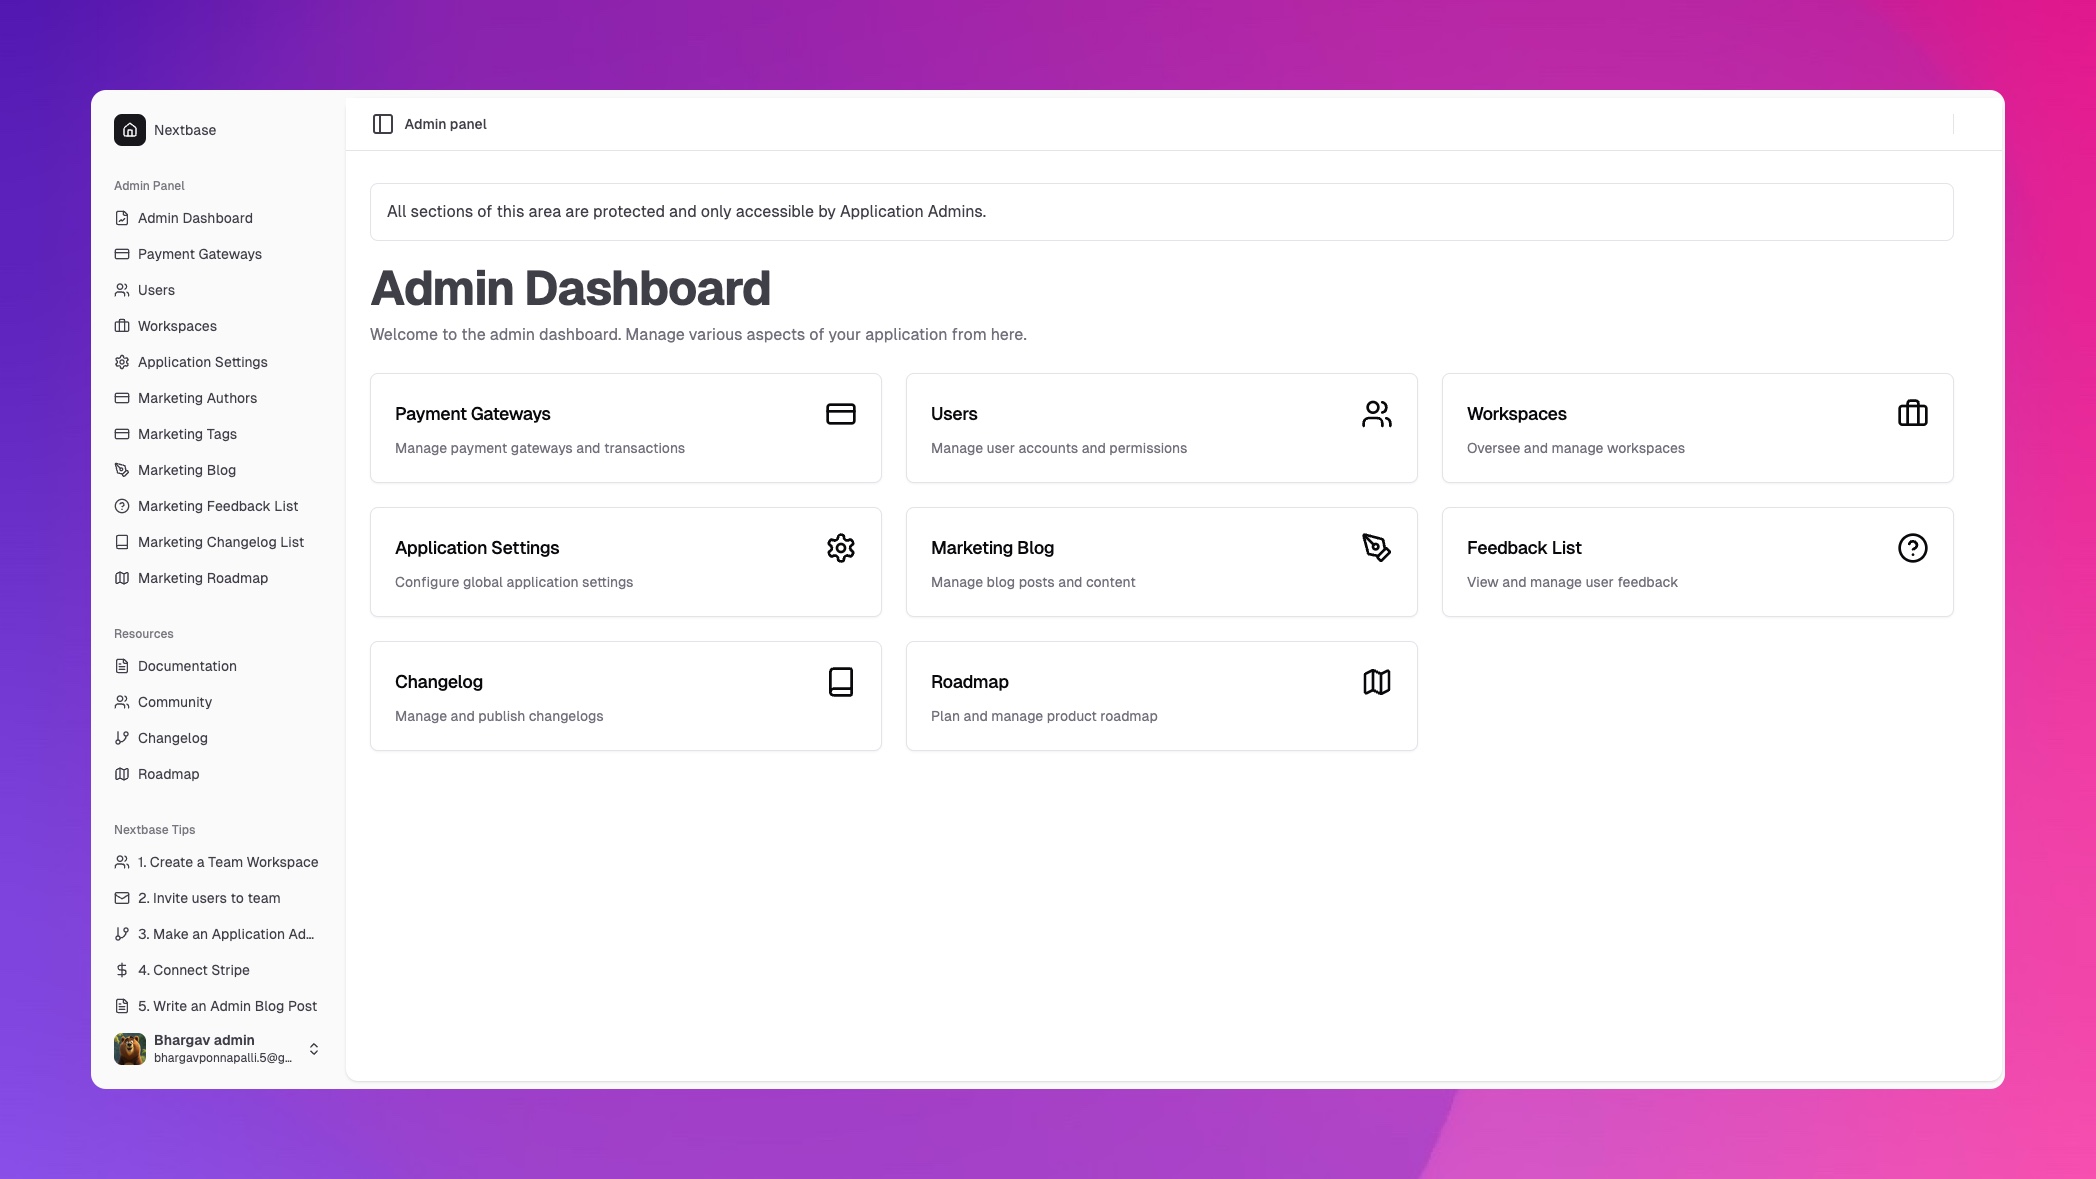 Nextbase
Admin Panel
Admin Dashboard
Payment Gateways
Users
Workspaces
Application Settings
Marketing Authors
Marketing Tags
Marketing Blog
Marketing Feedback List
Marketing Changelog List
Marketing Roadmap
Resources
Documentation
Community
Changelog
Roadmap
Nextbase Tips
1. Create a Team Workspace
2. Invite users to team
3. Make an Application Ad...
4. Connect Stripe
5. Write an Admin Blog Post
Bhargav admin
bhargavponnapalli.5@g...
Admin panel
All sections of this area are protected and only accessible by Application Admins.
Admin Dashboard
Welcome to the admin dashboard. Manage various aspects of your application from here.
Payment Gateways
Manage payment gateways and transactions
Users
Manage user accounts and permissions
Workspaces
Oversee and manage workspaces
Application Settings
Configure global application settings
Marketing Blog
Manage blog posts and content
Feedback List
View and manage user feedback
Changelog
Manage and publish changelogs
Roadmap
Plan and manage product roadmap